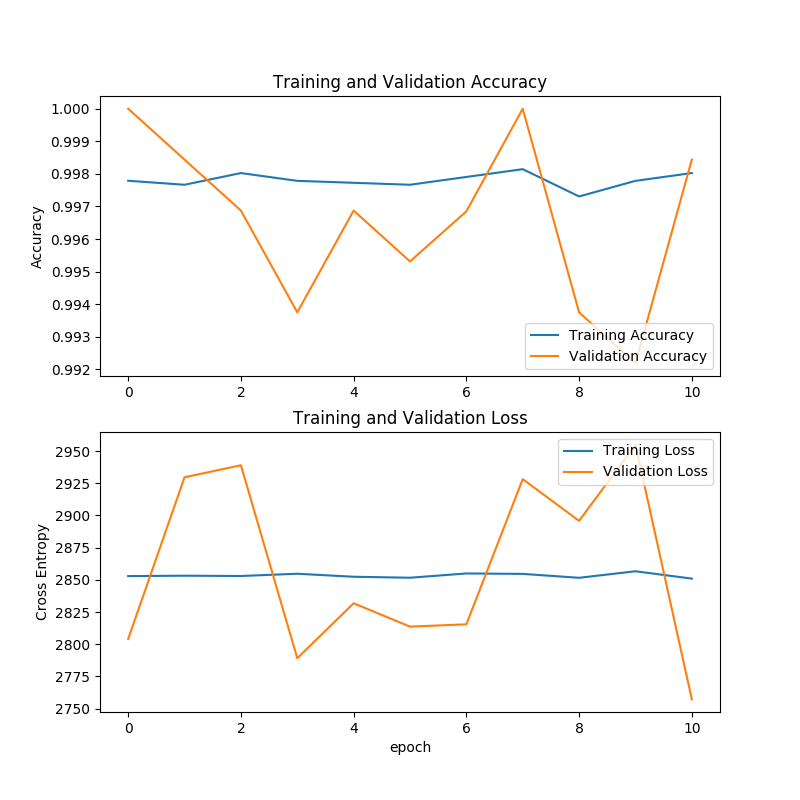 Training and Validation Accuracy
Accuracy
1.000
0.999
0.998
0.997
0.996
0.995
0.994
0.993
0.992
Training Accuracy
Validation Accuracy
0 2 4 6 8 10
Training and Validation Loss
Cross Entropy
2950
2925
2900
2875
2850
2825
2800
2775
2750
Training Loss
Validation Loss
0 2 4 6 8 10
epoch